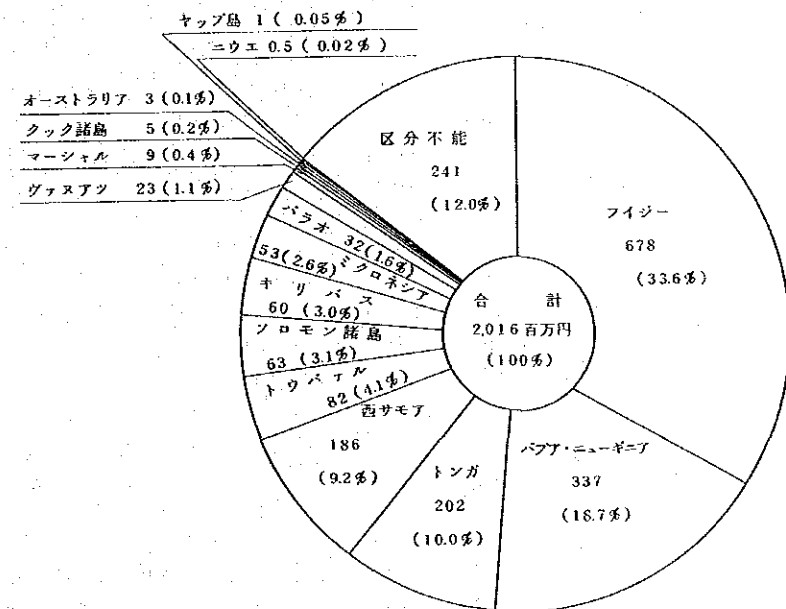 ヤップ島 1 ( 0.05% )
ニウエ 0.5 ( 0.02% )
オーストラリア 3 (0.1%)
クック諸島 5 (0.2%)
マーシャル 9 (0.4%)
ヴァヌアツ 23 (1.1%)
パラオ 32 (1.6%)
ミクロネシア
53 (2.6%)
キリバス
60 (3.0%)
ソロモン諸島
63 (3.1%)
トウバァル
82 (4.1%)
西サモア
186
(9.2%)
トンガ
202
(10.0%)
パプア・ニューギニア
337
(18.7%)
フイジー
678
(33.6%)
区分不能
241
(12.0%)
合計
2,016百万円
(100%)